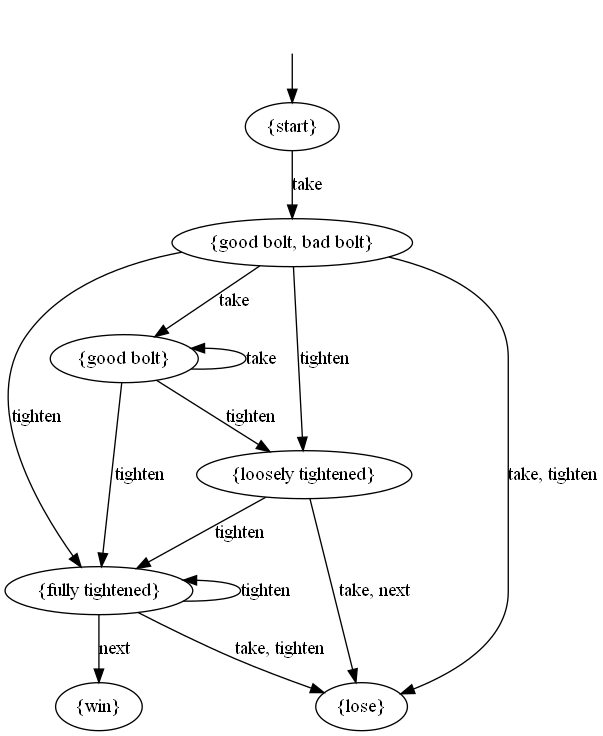 {start}
take
{good bolt, bad bolt}
take
{good bolt}
take
tighten
tighten
tighten
take, tighten
tighten
{loosely tightened}
tighten
take, next
{fully tightened}
tighten
next
take, tighten
{win}
{lose}